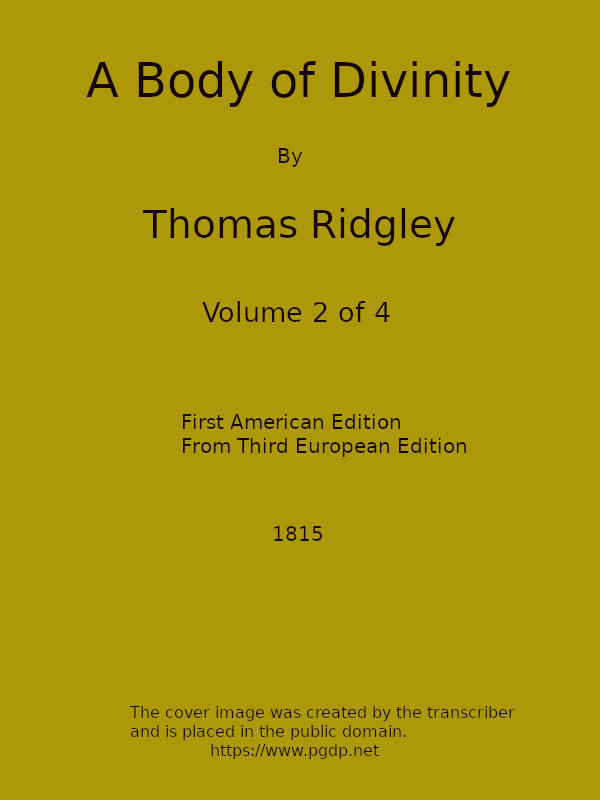 A Body of Divinity
By
Thomas Ridgley
Volume 2 of 4
First American Edition
From Third European Edition
1815
The cover image was created by the transcriber
and is placed in the public domain.
https://www.pgdp.net